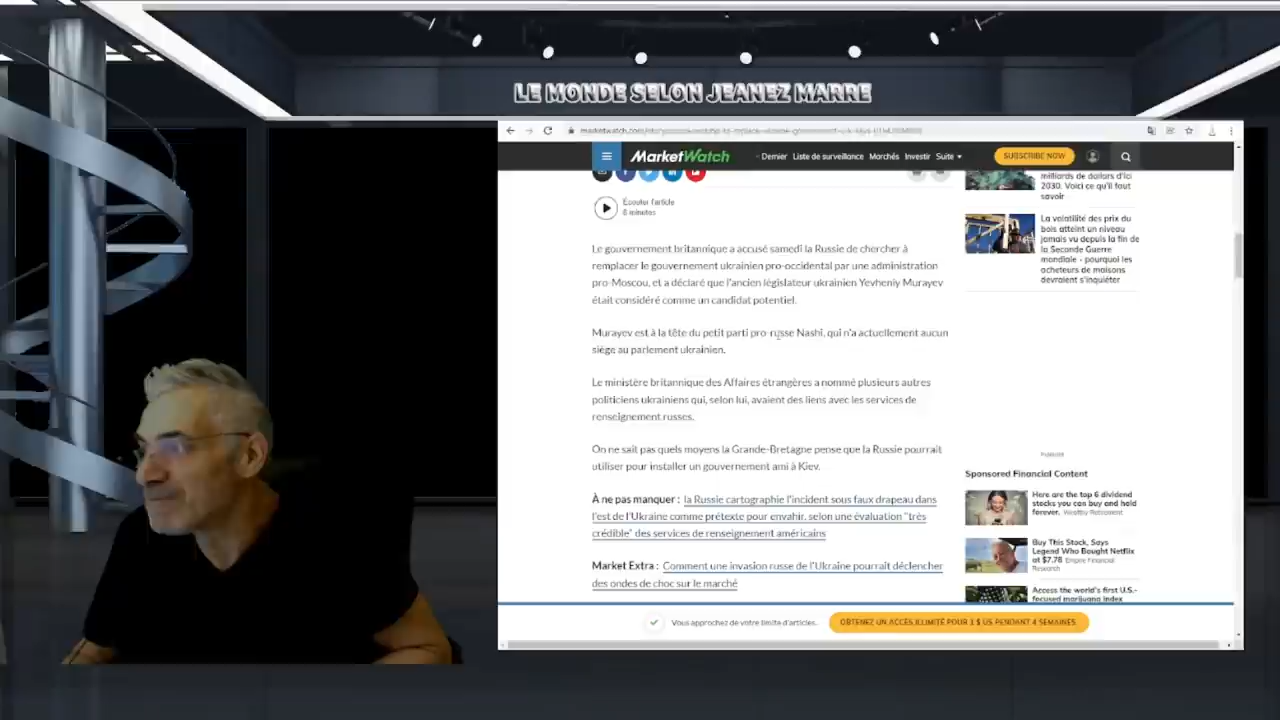 LE MONDE SELON JEANEZ MARRE
MarketWatch
Dernier Liste de surveillance Marchés Investir Suite
SUBSCRIBE NOW
Écouter l'article
8 minutes
Le gouvernement britannique a accusé samedi la Russie de chercher à
remplacer le gouvernement ukrainien pro-occidental par une administration
pro-Moscou, et a déclaré que l'ancien législateur ukrainien Yevheniy Murayev
était considéré comme un candidat potentiel.
Murayev est à la tête du petit parti pro-russe Nashi, qui n'a actuellement aucun
siège au parlement ukrainien.
Le ministère britannique des Affaires étrangères a nommé plusieurs autres
politiciens ukrainiens qui, selon lui, avaient des liens avec les services de
renseignement russes.
On ne sait pas quels moyens la Grande-Bretagne pense que la Russie pourrait
utiliser pour installer un gouvernement ami à Kiev.
À ne pas manquer : la Russie cartographie l'incident sous faux drapeau dans
l'est de l'Ukraine comme prétexte pour envahir, selon une évaluation "très
crédible" des services de renseignement américains
Market Extra : Comment une invasion russe de l'Ukraine pourrait déclencher
des ondes de choc sur le marché
milliards de dollars d'ici
2030. Voici ce qu'il faut
savoir
La volatilité des prix du
bois atteint un niveau
jamais vu depuis la fin de
la Seconde Guerre
mondiale - pourquoi les
acheteurs de maisons
devraient s'inquiéter
Publicité
Sponsored Financial Content
Here are the top 6 dividend
stocks you can buy and hold
forever. Wealthy Retirement
Buy This Stock, Says
Legend Who Bought Netflix
at $7.78 Empire Financial
Research
Access the world's first U.S.-
focused marijuana index
Vous approchez de votre limite d'articles.
OBTENEZ UN ACCÈS ILLIMITÉ POUR 1 $ US PENDANT 4 SEMAINES